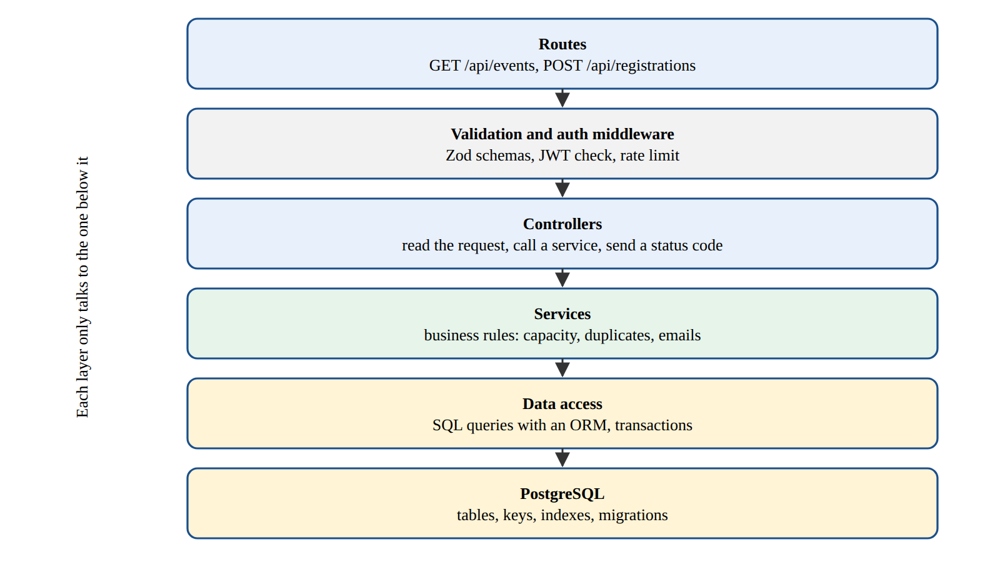 Each layer only talks to the one below it
Routes
GET /api/events, POST /api/registrations
Validation and auth middleware
Zod schemas, JWT check, rate limit
Controllers
read the request, call a service, send a status code
Services
business rules: capacity, duplicates, emails
Data access
SQL queries with an ORM, transactions
PostgreSQL
tables, keys, indexes, migrations